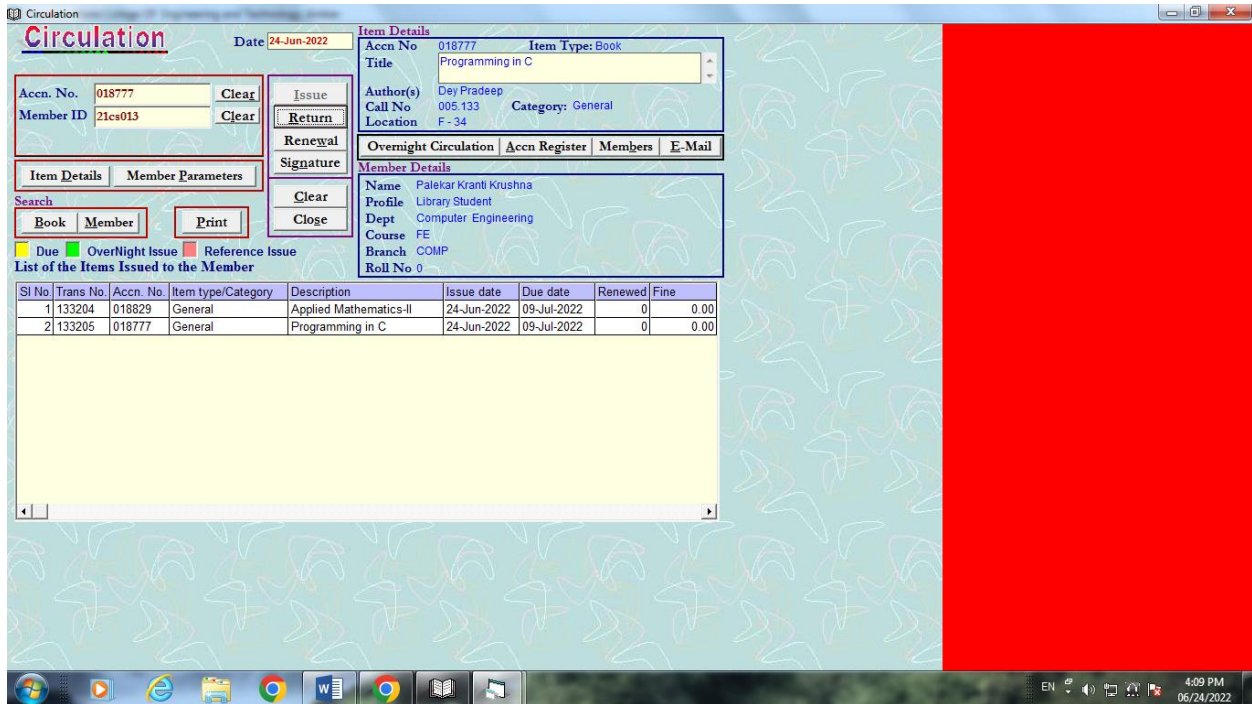 Circulation
Circulation
Date 24-Jun-2022
Accn. No. 018777 Clear
Member ID 21cs013 Clear
Issue
Return
Renewal
Signature
Clear
Close
Item Details Member Parameters
Search
Book Member Print
Due OverNight Issue Reference Issue
Item Details
Accn No 018777 Item Type: Book
Title Programming in C
Author(s) Dey Pradeep
Call No 005.133 Category: General
Location F - 34
Overnight Circulation Accn Register Members E-Mail
Member Details
Name Palekar Kranti Krushna
Profile Library Student
Dept Computer Engineering
Course FE
Branch COMP
Roll No 0
List of the Items Issued to the Member
Sl No Trans No. Accn. No. Item type/Category Description Issue date Due date Renewed Fine
1 133204 018829 General Applied Mathematics-II 24-Jun-2022 09-Jul-2022 0 0.00
2 133205 018777 General Programming in C 24-Jun-2022 09-Jul-2022 0 0.00
EN 4:09 PM
06/24/2022